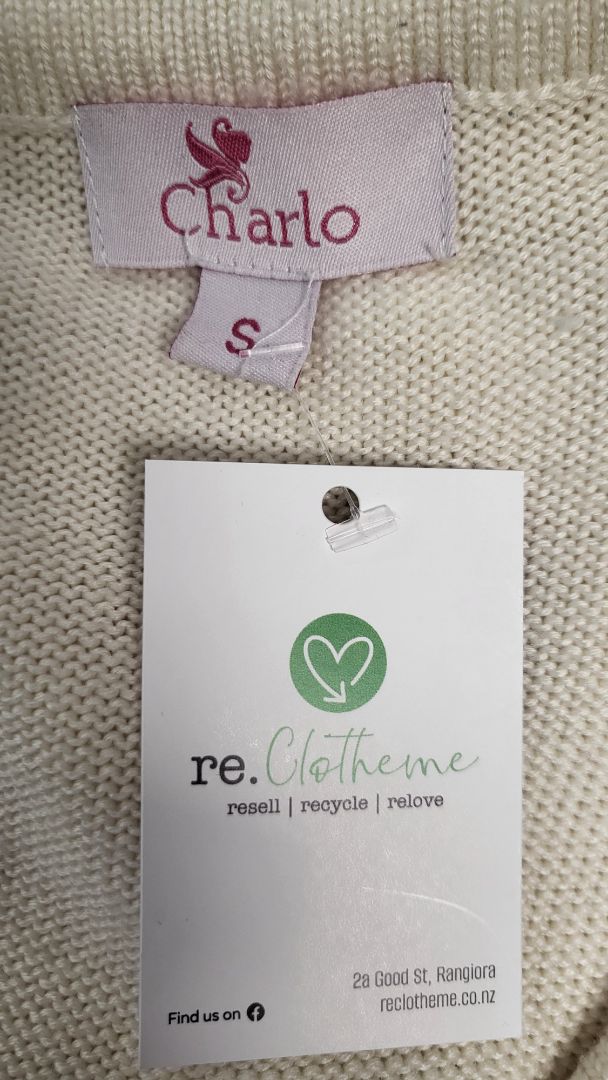 Charlo
S
re.Clotheme
resell | recycle | relove
2a Good St, Rangiora
reclotheme.co.nz
Find us on